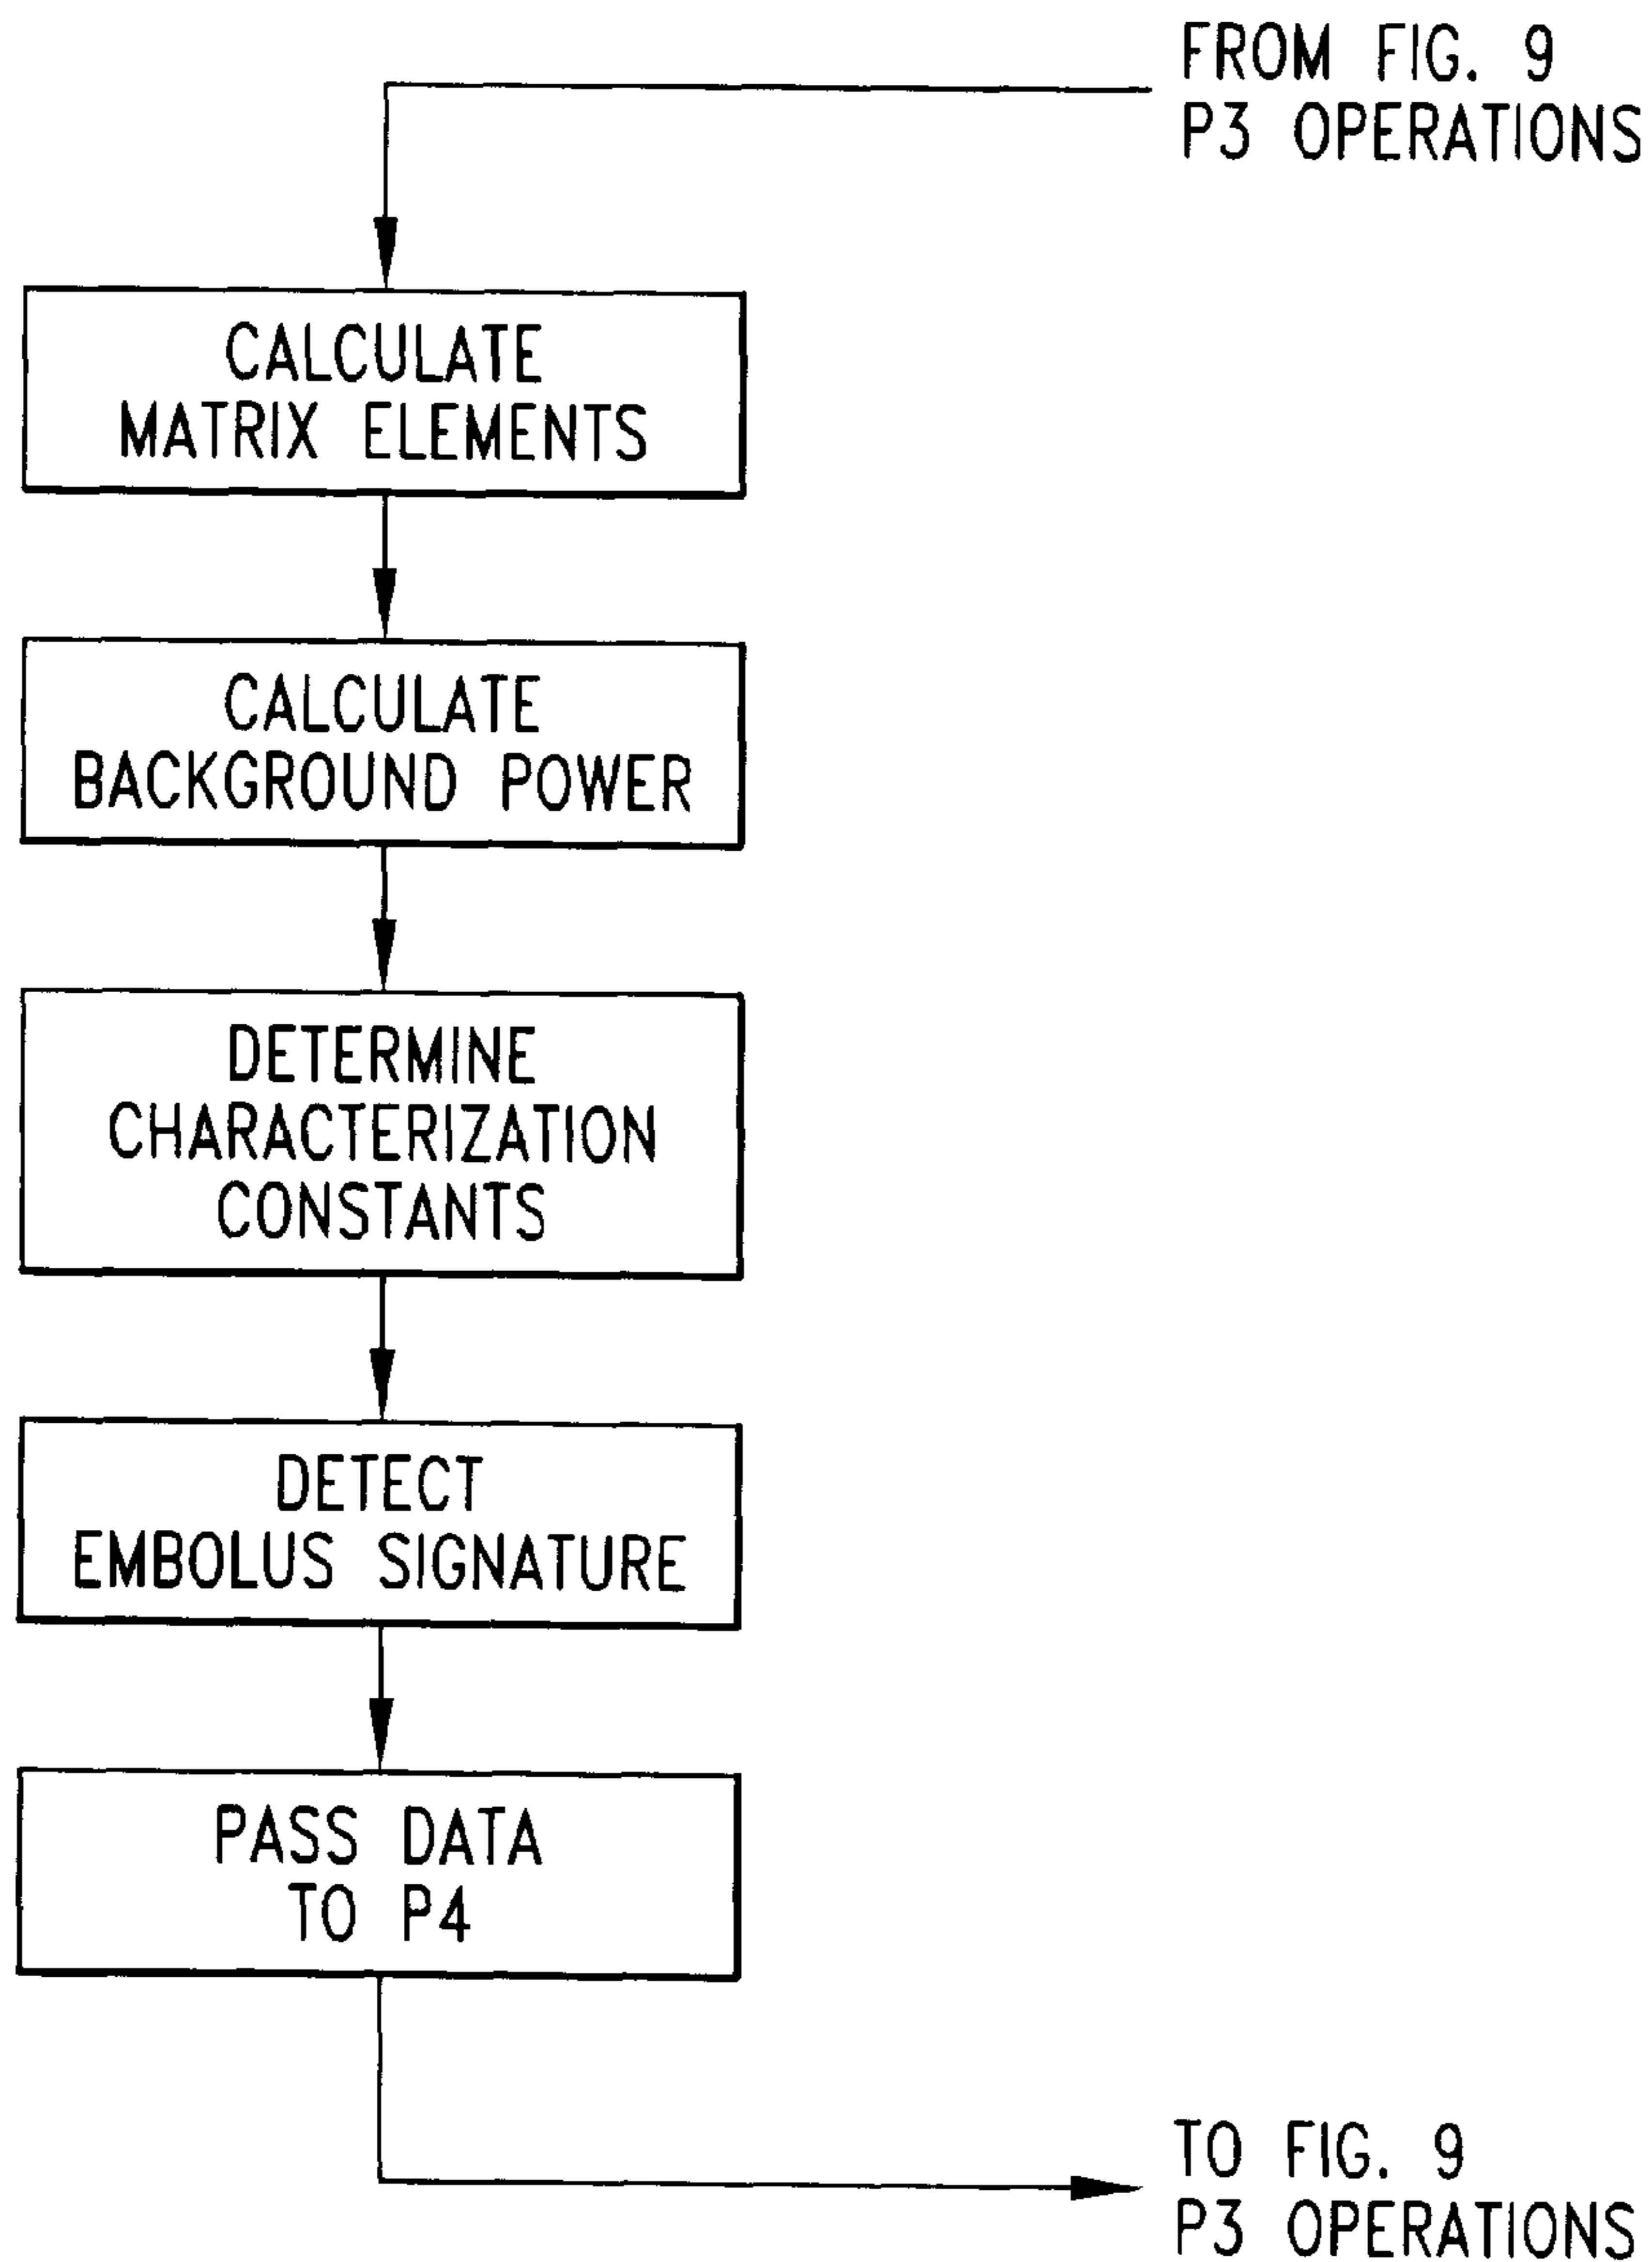 FROM FIG. 9
P3 OPERATIONS
CALCULATE
MATRIX ELEMENTS
CALCULATE
BACKGROUND POWER
DETERMINE
CHARACTERIZATION
CONSTANTS
DETECT
EMBOLUS SIGNATURE
PASS DATA
TO P4
TO FIG. 9
P3 OPERATIONS